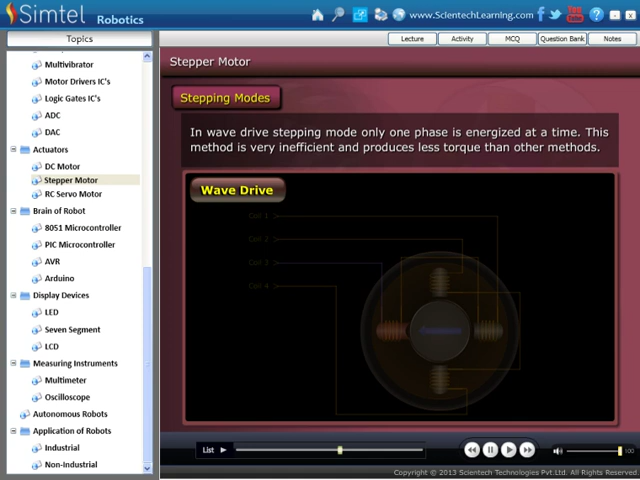 Simtel Robotics
www.ScientechLearning.com
Topics
Lecture
Activity
MCQ
Question Bank
Notes
Multivibrator
Motor Drivers IC's
Logic Gates IC's
ADC
DAC
Actuators
DC Motor
Stepper Motor
RC Servo Motor
Brain of Robot
8051 Microcontroller
PIC Microcontroller
AVR
Arduino
Display Devices
LED
Seven Segment
LCD
Measuring Instruments
Multimeter
Oscilloscope
Autonomous Robots
Application of Robots
Industrial
Non-Industrial
Stepper Motor
Stepping Modes
In wave drive stepping mode only one phase is energized at a time. This
method is very inefficient and produces less torque than other methods.
Wave Drive
Coil 1
Coil 2
Coil 3
Coil 4
List
100
Copyright © 2013 Scientech Technologies Pvt.Ltd. All Rights Reserved.